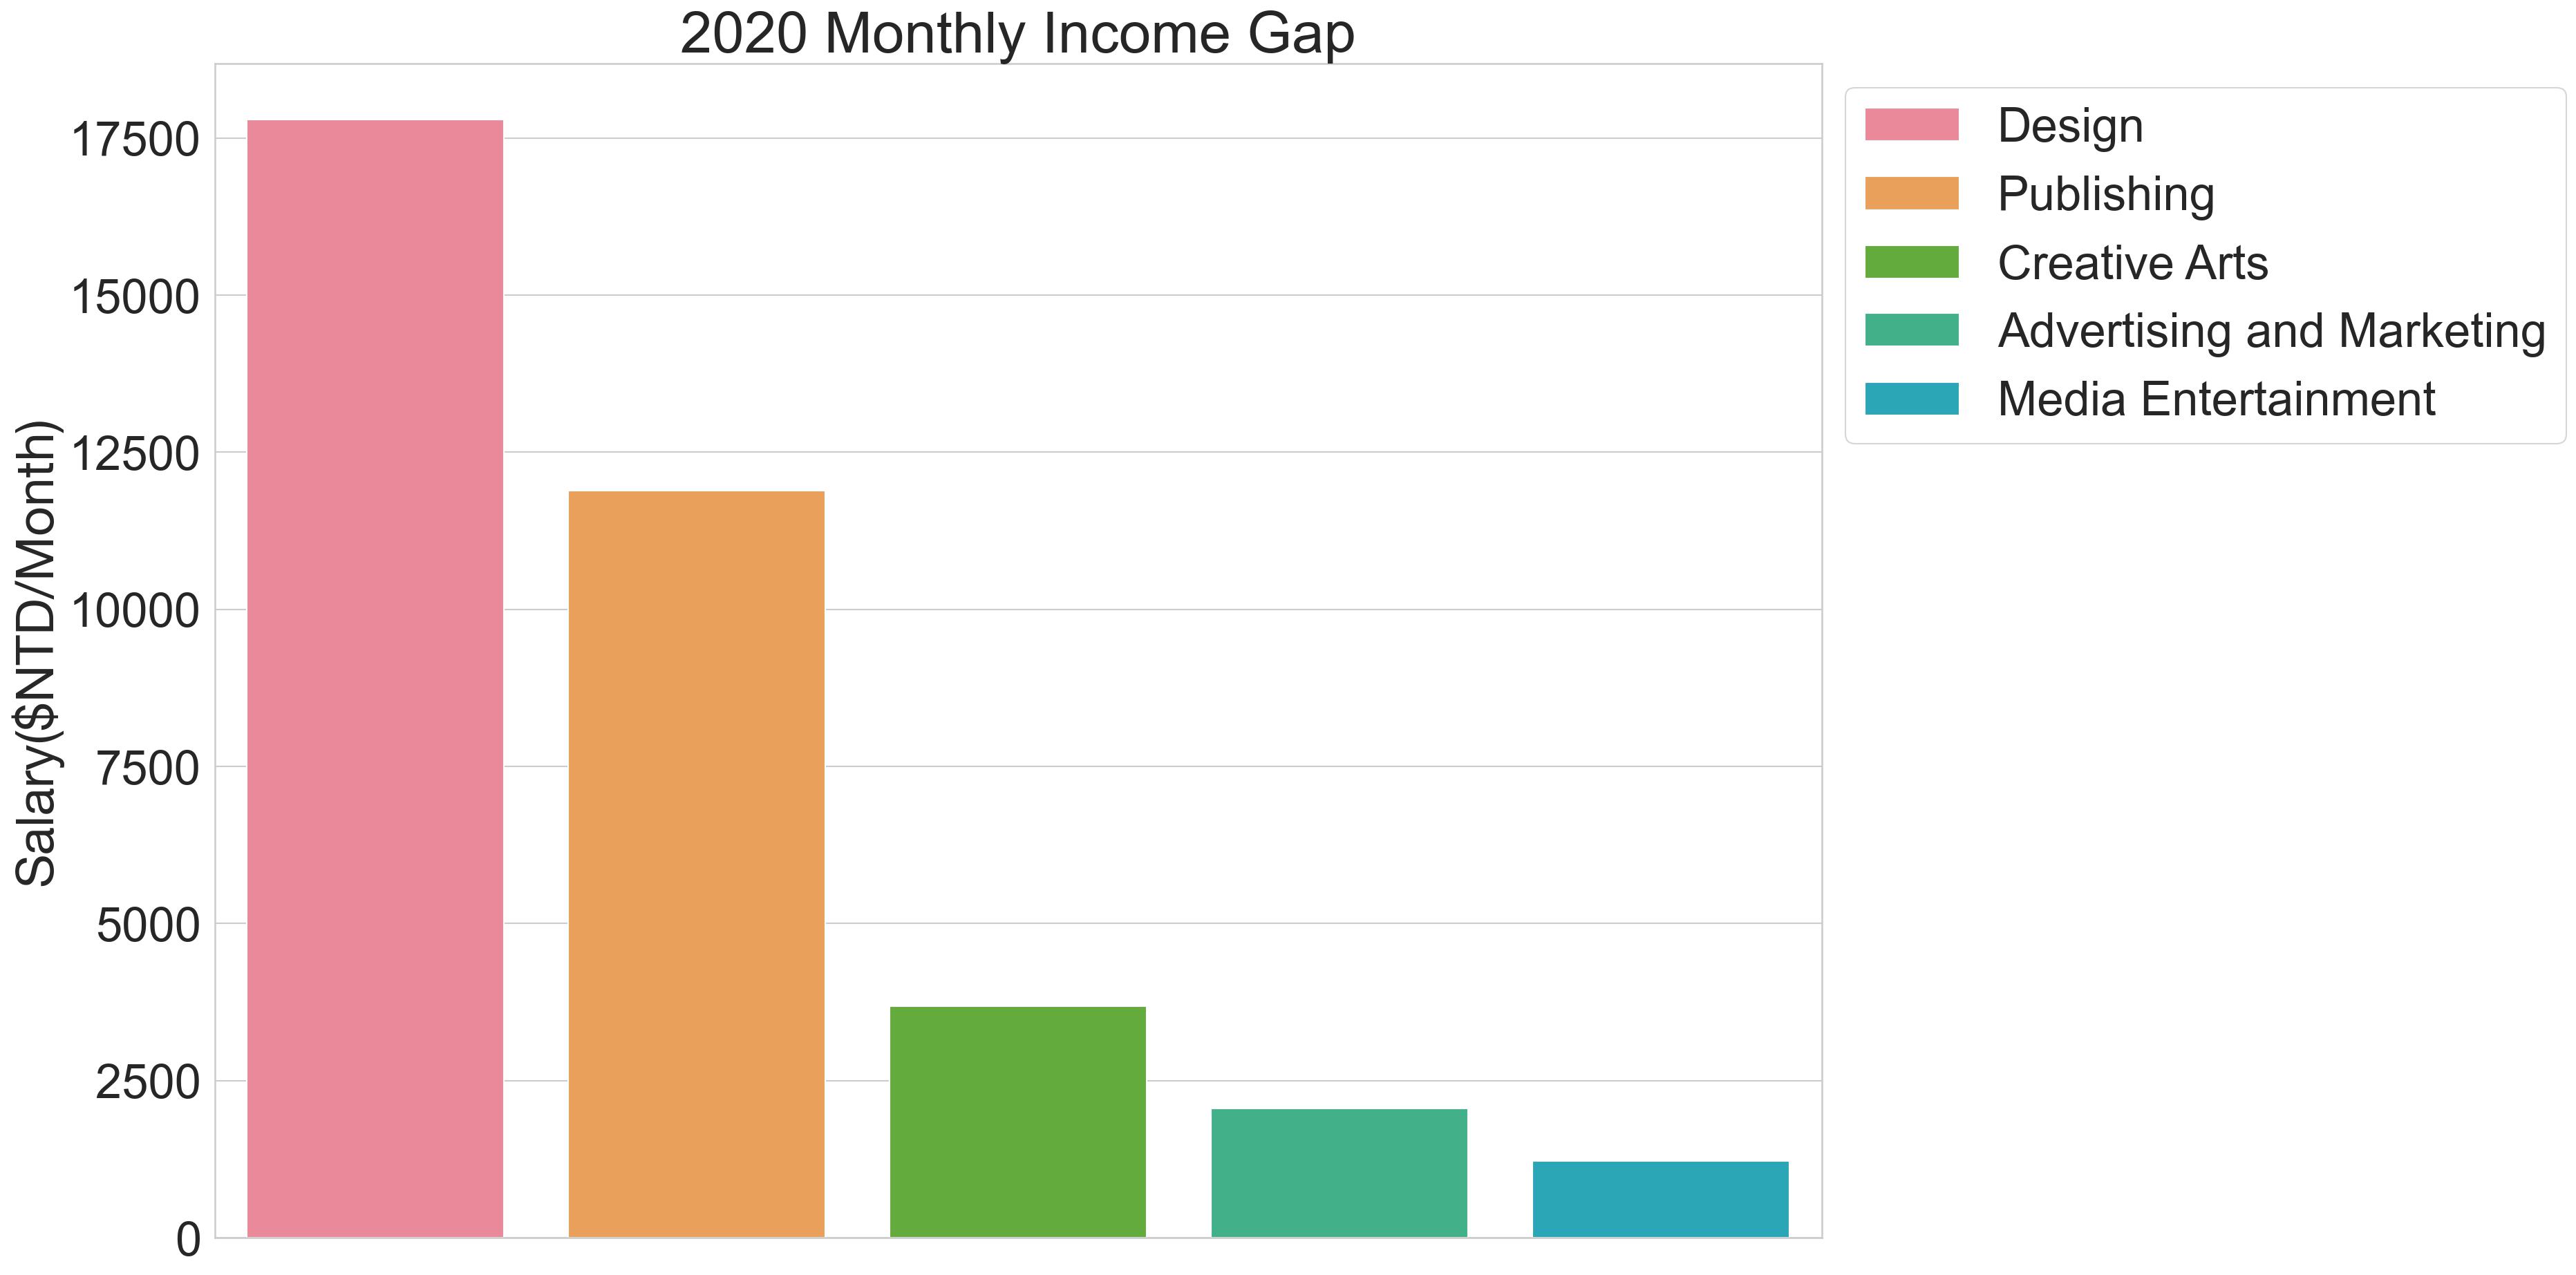 2020 Monthly Income Gap
Salary($NTD/Month)
17500
15000
12500
10000
7500
5000
2500
0
Design
Publishing
Creative Arts
Advertising and Marketing
Media Entertainment